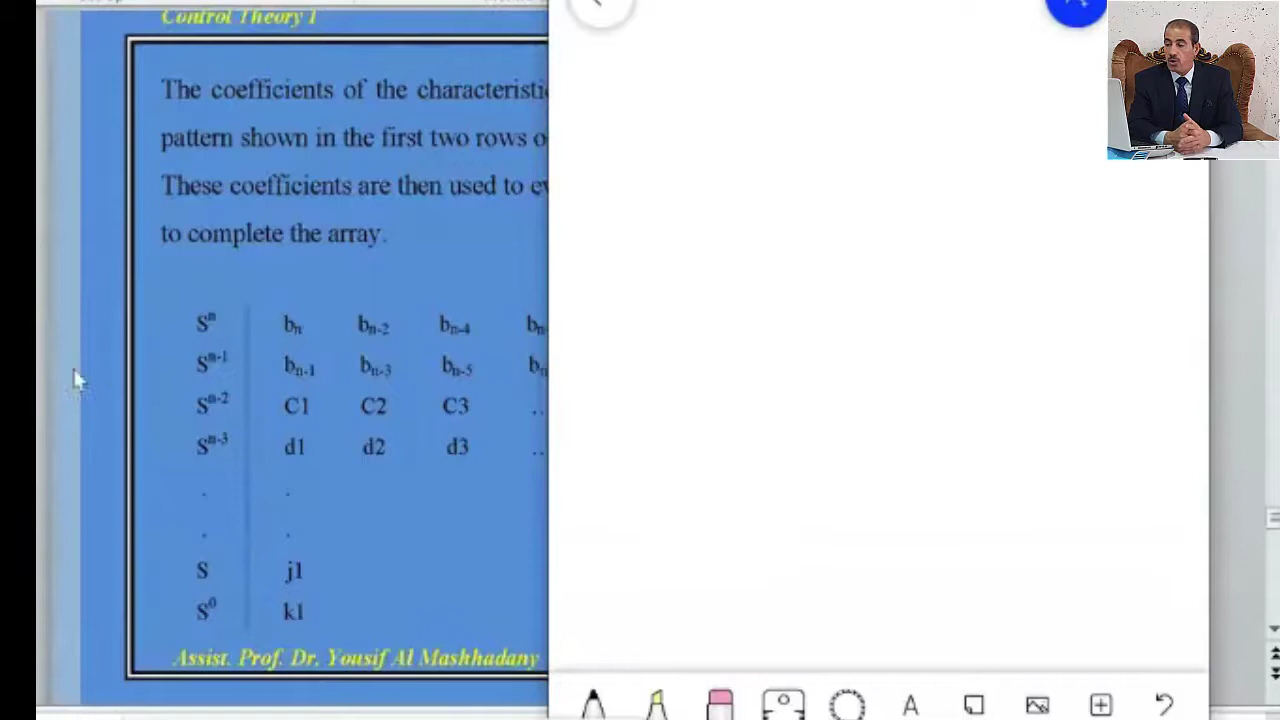 Control Theory I
The coefficients of the
pattern shown in the first two rows
These coefficients are then used to
to complete the array.
Sⁿ bₙ bₙ₋₂ bₙ₋₄
Sⁿ⁻¹ bₙ₋₁ bₙ₋₃ bₙ₋₅
Sⁿ⁻² C1 C2 C3 ..
Sⁿ⁻³ d1 d2 d3 ..
. .
. .
S j1
S⁰ k1
Assist. Prof. Dr. Yousif Al Mashhadany
A